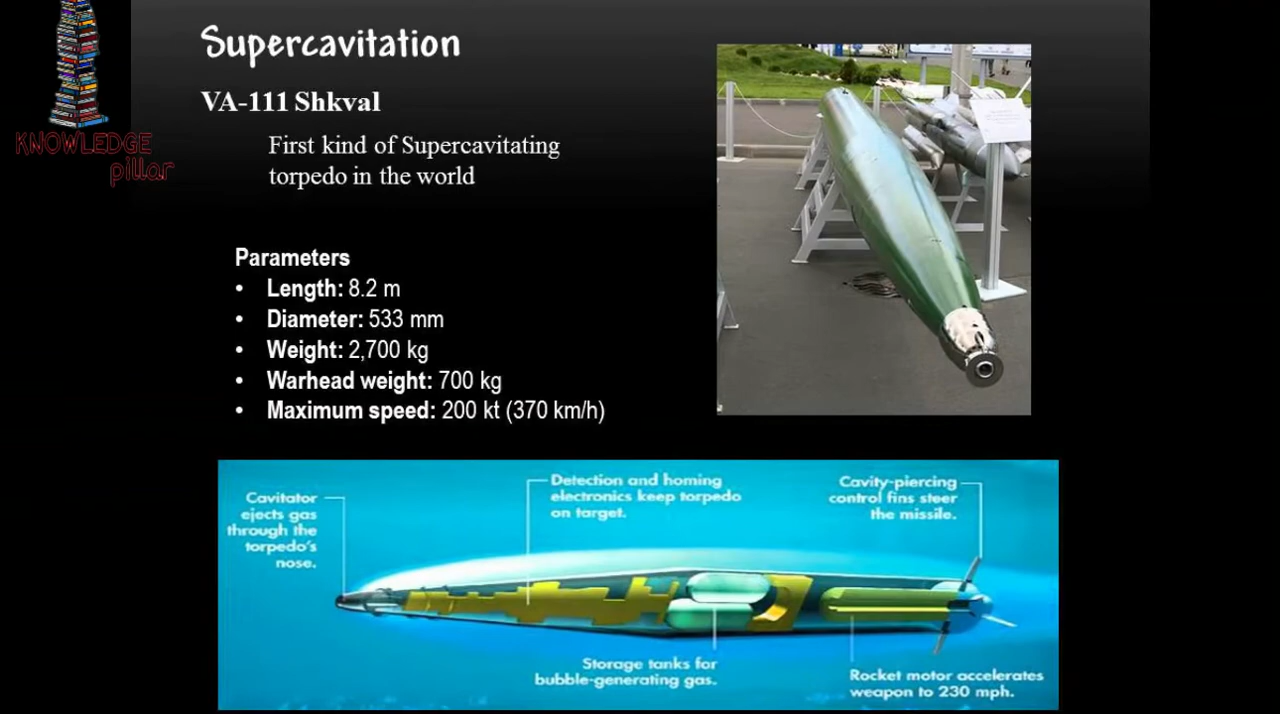 Supercavitation
KNOWLEDGE
pillar
VA-111 Shkval
First kind of Supercavitating
torpedo in the world
Parameters
• Length: 8.2 m
• Diameter: 533 mm
• Weight: 2,700 kg
• Warhead weight: 700 kg
• Maximum speed: 200 kt (370 km/h)
Cavitator
ejects gas
through the
torpedo's
nose.
Detection and homing
electronics keep torpedo
on target.
Cavity-piercing
control fins steer
the missile.
Storage tanks for
bubble-generating gas.
Rocket motor accelerates
weapon to 230 mph.